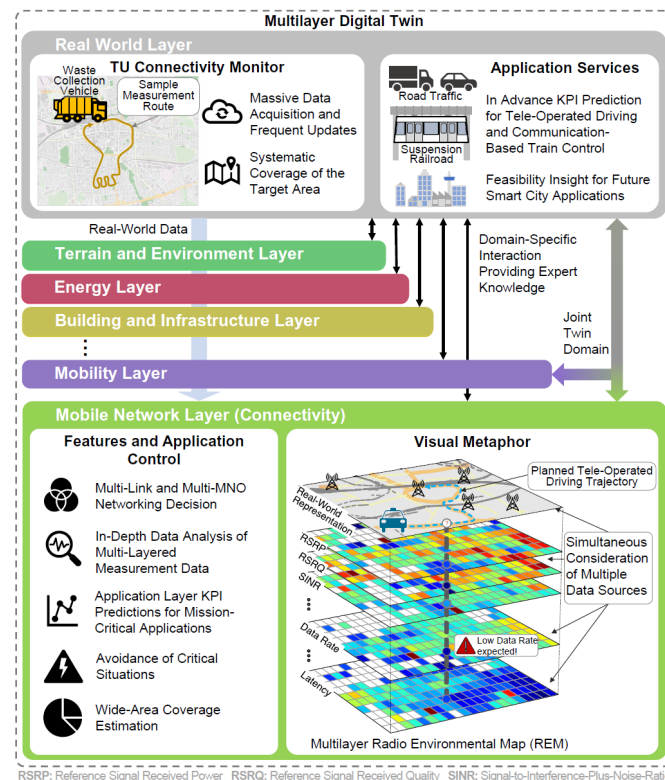 Multilayer Digital Twin
Real World Layer
TU Connectivity Monitor
Waste
Collection
Vehicle
Sample
Measurement
Route
Massive Data
Acquisition and
Frequent Updates
Systematic
Coverage of the
Target Area
Application Services
Road Traffic
Suspension
Railroad
In Advance KPI Prediction
for Tele-Operated Driving
and Communication-
Based Train Control
Feasibility Insight for Future
Smart City Applications
Real-World Data
Terrain and Environment Layer
Energy Layer
Building and Infrastructure Layer
Mobility Layer
Domain-Specific
Interaction
Providing Expert
Knowledge
Joint
Twin
Domain
Mobile Network Layer (Connectivity)
Features and Application
Control
Multi-Link and Multi-MNO
Networking Decision
In-Depth Data Analysis of
Multi-Layered
Measurement Data
Application Layer KPI
Predictions for Mission-
Critical Applications
Avoidance of Critical
Situations
Wide-Area Coverage
Estimation
Visual Metaphor
Planned Tele-Operated
Driving Trajectory
Real-World
Representation
RSRP
RSRQ
SINR
Data Rate
Latency
Simultaneous
Consideration
of Multiple
Data Sources
Low Data Rate
expected!
Multilayer Radio Environmental Map (REM)
RSRP: Reference Signal Received Power RSRQ: Reference Signal Received Quality SINR: Signal-to-Interference-Plus-Noise-Ratio